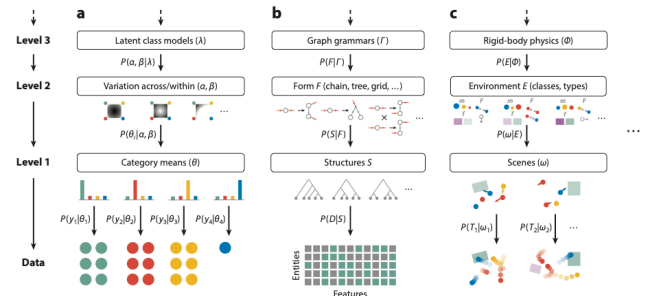 a
b
c
Level 3
Latent class models (λ)
Graph grammars (Γ)
Rigid-body physics (Φ)
P(α, β|λ)
P(F|Γ)
P(E|Φ)
Level 2
Variation across/within (α, β)
Form F (chain, tree, grid, ...)
Environment E (classes, types)
...
×
...
m
F
f
m
F
f
...
P(θᵢ|α, β)
P(S|F)
P(ω|E)
...
Level 1
Category means (θ)
Structures S
Scenes (ω)
...
P(y₁|θ₁)
P(y₂|θ₂)
P(y₃|θ₃)
P(y₄|θ₄)
P(D|S)
P(T₁|ω₁)
P(T₂|ω₂)
...
Data
Entities
Features